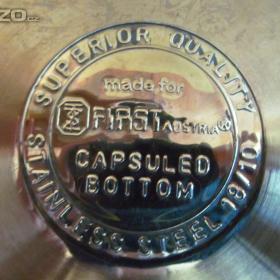 SUPERIOR QUALITY
made for
FIRST AUSTRIA
CAPSULED
BOTTOM
STAINLESS STEEL 18/10